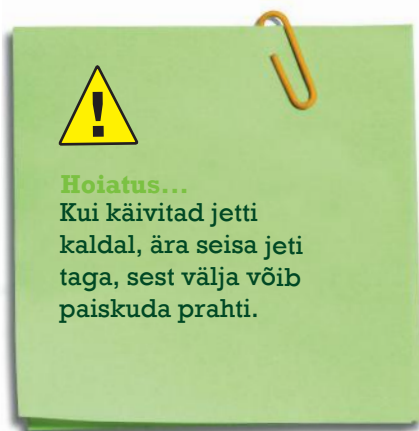 Hoiatus...
Kui käivitad jetti
kaldal, ära seisa jeti
taga, sest välja võib
paiskuda prahti.